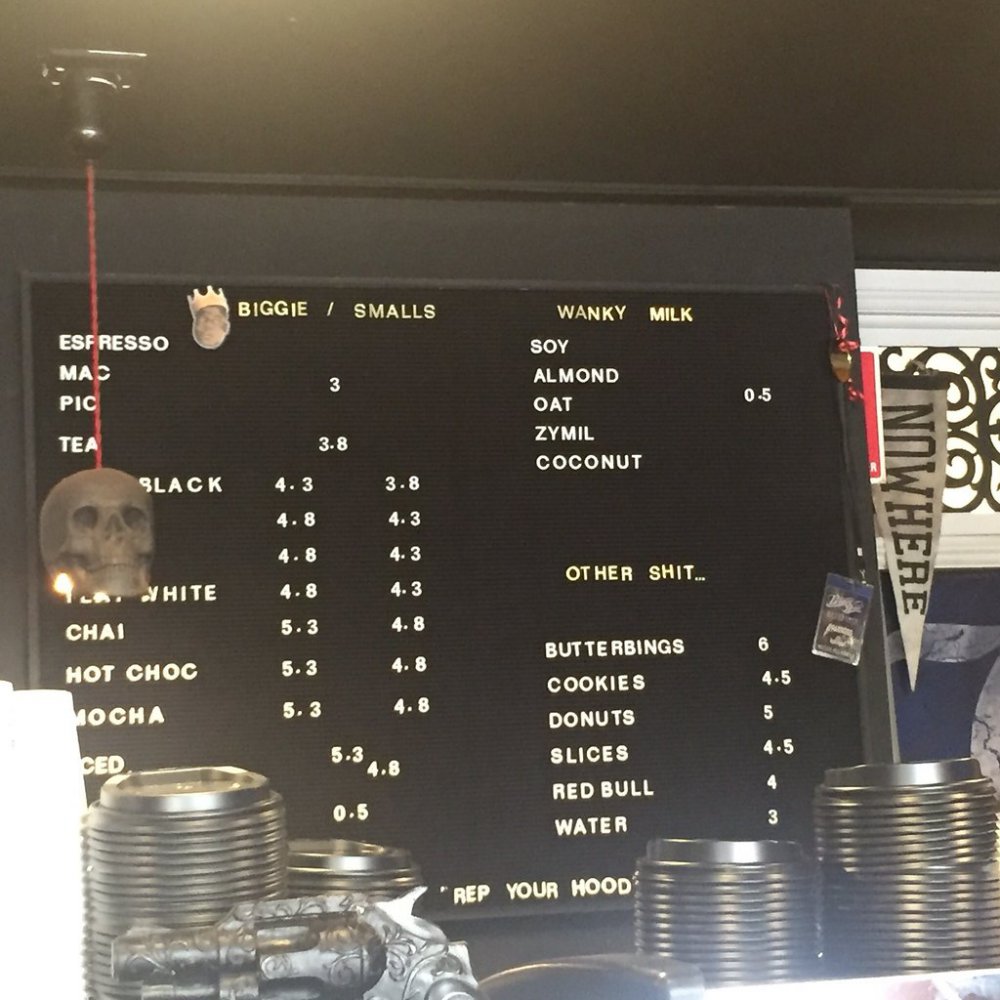 BIGGIE / SMALLS
ESPRESSO
MAC
3
PIC
TEA 3.8
BLACK 4.3 3.8
4.8 4.3
4.8 4.3
FLAT WHITE 4.8 4.3
CHAI 5.3 4.8
HOT CHOC 5.3 4.8
MOCHA 5.3 4.8
ICED 5.3 4.8
0.5
WANKY MILK
SOY
ALMOND
OAT 0.5
ZYMIL
COCONUT
OTHER SHIT...
BUTTERBINGS 6
COOKIES 4.5
DONUTS 5
SLICES 4.5
RED BULL 4
WATER 3
"REP YOUR HOOD
NOWHERE